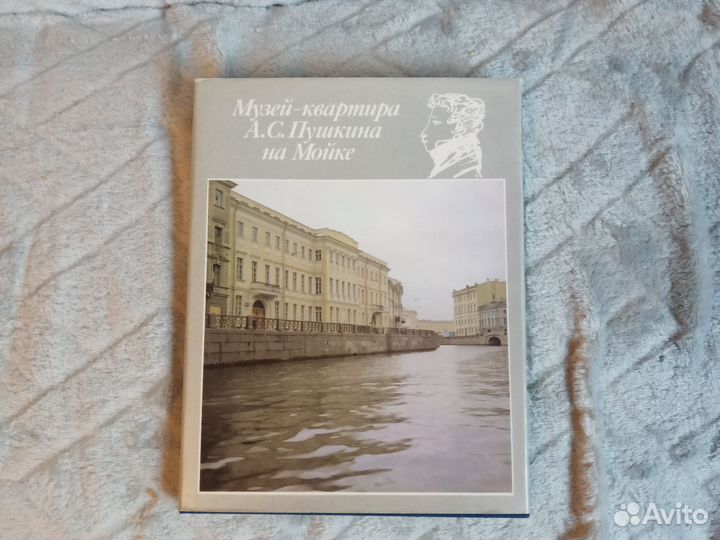 Музей-квартира
А.С.Пушкина
на Мойке
Avito